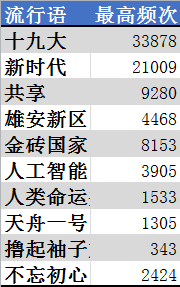 流行语 最高频次
十九大 33878
新时代 21009
共享 9280
雄安新区 4468
金砖国家 8153
人工智能 3905
人类命运 1533
天舟一号 1305
撸起袖子 343
不忘初心 2424